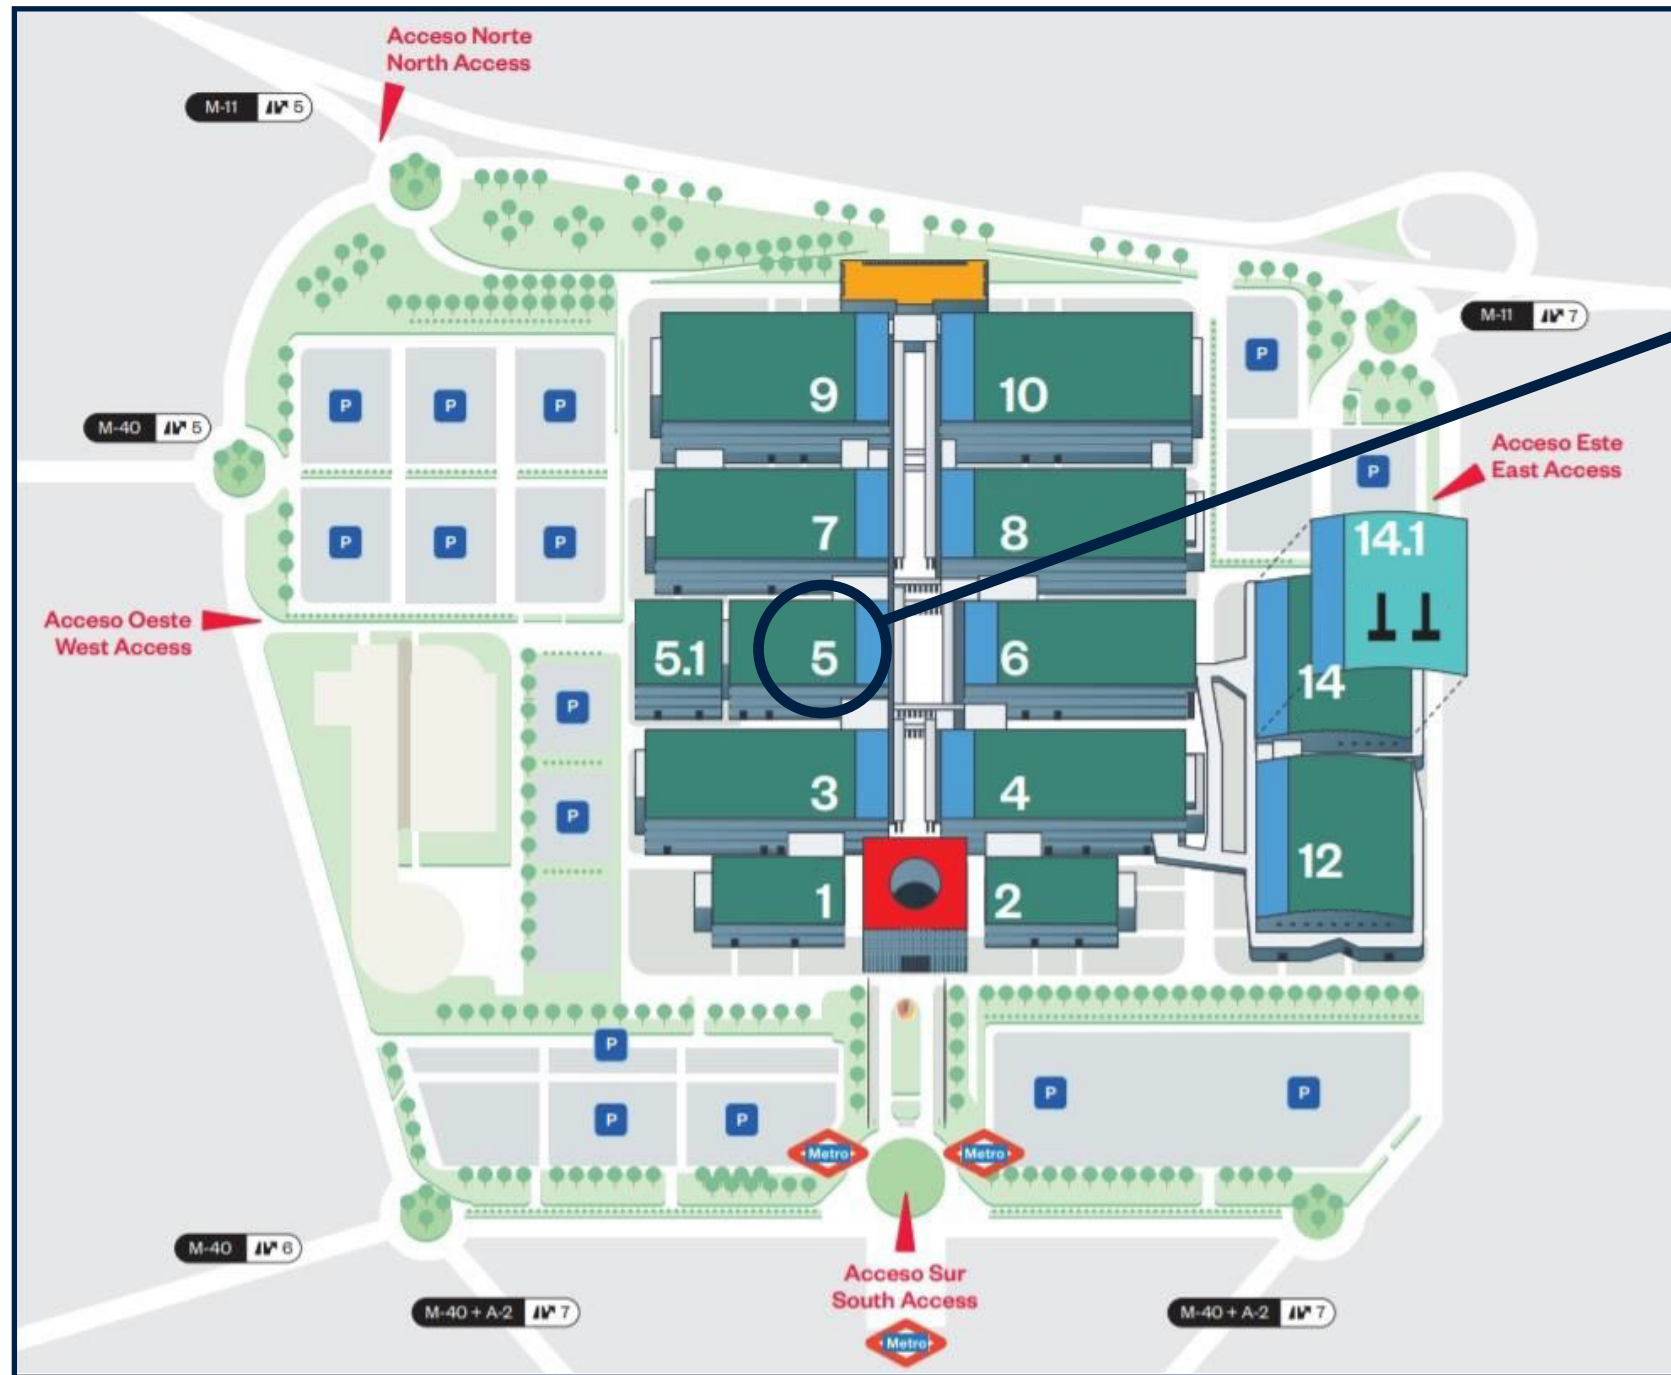 Acceso Norte
North Access
M-11 5
M-11 7
9
10
P
P P P
M-40 5
Acceso Este
East Access
P
7
8
14.1
P P P
Acceso Oeste
West Access
5.1
5
6
14
P
3
4
P
12
1
2
P
P P
P P
Metro
Metro
M-40 6
Acceso Sur
South Access
M-40 + A-2 7
M-40 + A-2 7
Metro